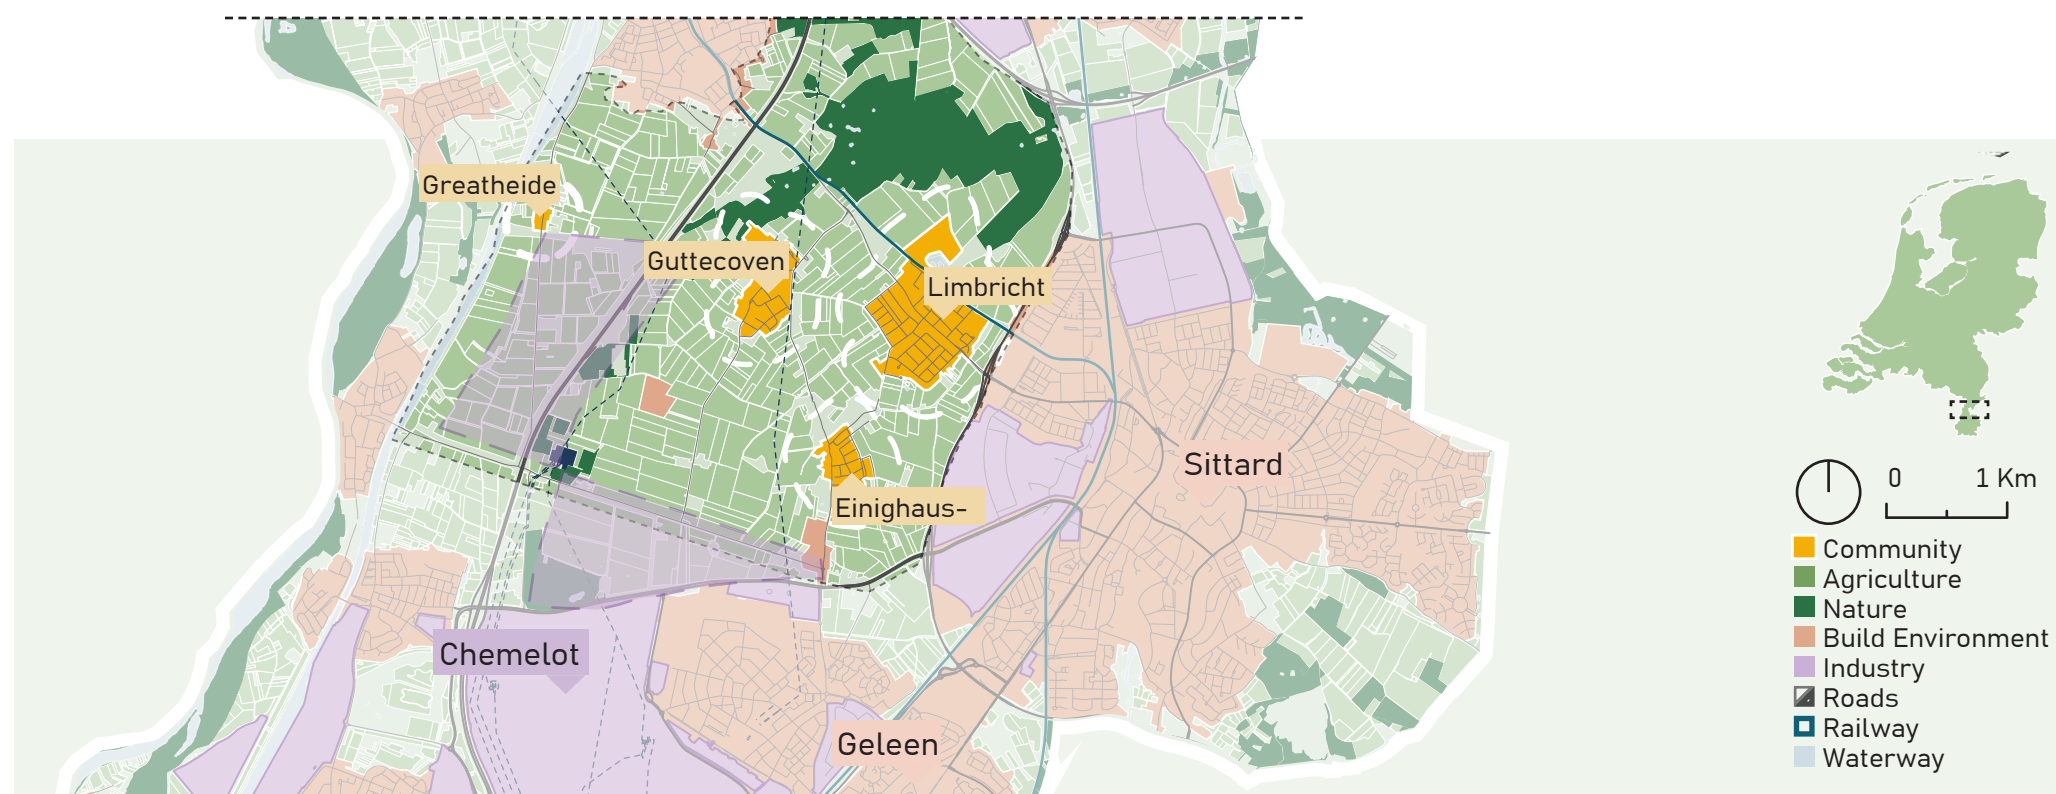 Greatheide
Guttecoven
Limbricht
Einighaus-
Sittard
Chemelot
Geleen
0 1 Km
Community
Agriculture
Nature
Build Environment
Industry
Roads
Railway
Waterway